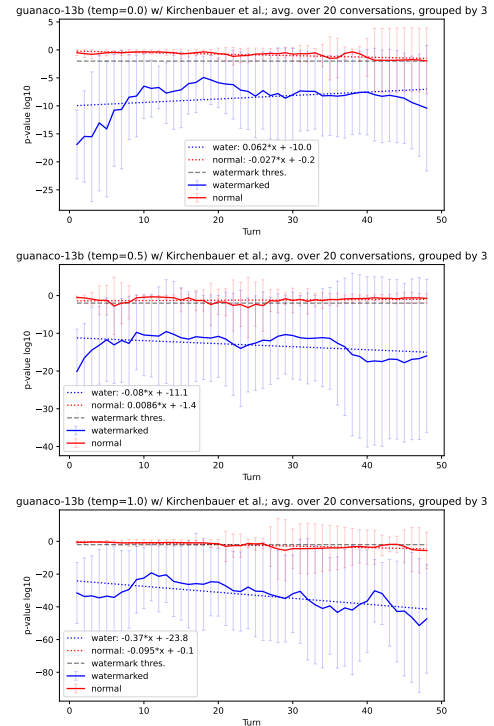 guanaco-13b (temp=0.0) w/ Kirchenbauer et al.; avg. over 20 conversations, grouped by 3
5
0
−5
−10
−15
−20
−25
p-value log10
water: 0.062*x + -10.0
normal: -0.027*x + -0.2
watermark thres.
watermarked
normal
0 10 20 30 40 50
Turn
guanaco-13b (temp=0.5) w/ Kirchenbauer et al.; avg. over 20 conversations, grouped by 3
0
−10
−20
−30
−40
p-value log10
water: -0.08*x + -11.1
normal: 0.0086*x + -1.4
watermark thres.
watermarked
normal
0 10 20 30 40 50
Turn
guanaco-13b (temp=1.0) w/ Kirchenbauer et al.; avg. over 20 conversations, grouped by 3
0
−20
−40
−60
−80
p-value log10
water: -0.37*x + -23.8
normal: -0.095*x + -0.1
watermark thres.
watermarked
normal
0 10 20 30 40 50
Turn